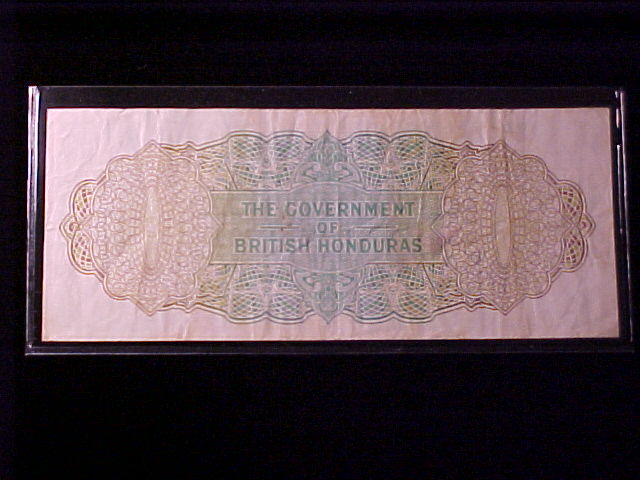 THE GOVERNMENT
OF
BRITISH HONDURAS